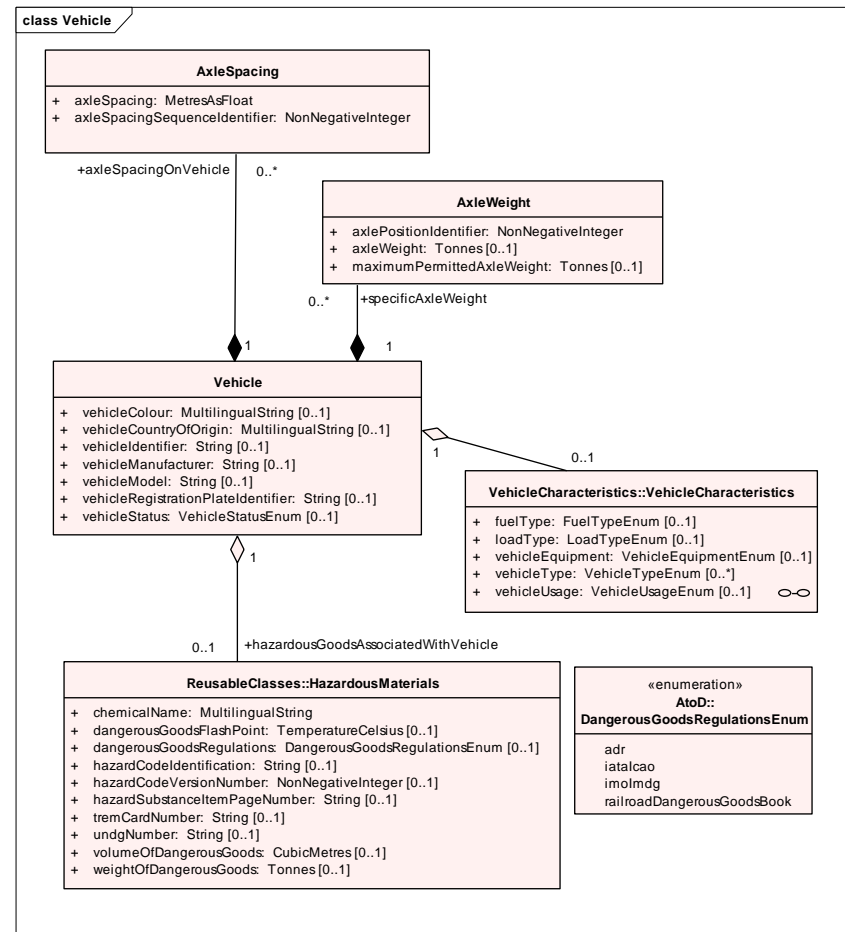 class Vehicle
AxleSpacing
+ axleSpacing: MetresAsFloat
+ axleSpacingSequenceIdentifier: NonNegativeInteger
+axleSpacingOnVehicle 0..*
AxleWeight
+ axlePositionIdentifier: NonNegativeInteger
+ axleWeight: Tonnes [0..1]
+ maximumPermittedAxleWeight: Tonnes [0..1]
0..* +specificAxleWeight
1 1
Vehicle
+ vehicleColour: MultilingualString [0..1]
+ vehicleCountryOfOrigin: MultilingualString [0..1]
+ vehicleIdentifier: String [0..1]
+ vehicleManufacturer: String [0..1]
+ vehicleModel: String [0..1]
+ vehicleRegistrationPlateIdentifier: String [0..1]
+ vehicleStatus: VehicleStatusEnum [0..1]
1
0..1
VehicleCharacteristics::VehicleCharacteristics
+ fuelType: FuelTypeEnum [0..1]
+ loadType: LoadTypeEnum [0..1]
+ vehicleEquipment: VehicleEquipmentEnum [0..1]
+ vehicleType: VehicleTypeEnum [0..*]
+ vehicleUsage: VehicleUsageEnum [0..1]
1
0..1 +hazardousGoodsAssociatedWithVehicle
ReusableClasses::HazardousMaterials
+ chemicalName: MultilingualString
+ dangerousGoodsFlashPoint: TemperatureCelsius [0..1]
+ dangerousGoodsRegulations: DangerousGoodsRegulationsEnum [0..1]
+ hazardCodeIdentification: String [0..1]
+ hazardCodeVersionNumber: NonNegativeInteger [0..1]
+ hazardSubstanceItemPageNumber: String [0..1]
+ tremCardNumber: String [0..1]
+ undgNumber: String [0..1]
+ volumeOfDangerousGoods: CubicMetres [0..1]
+ weightOfDangerousGoods: Tonnes [0..1]
«enumeration»
AtoD::
DangerousGoodsRegulationsEnum
adr
iataIcao
imoImdg
railroadDangerousGoodsBook